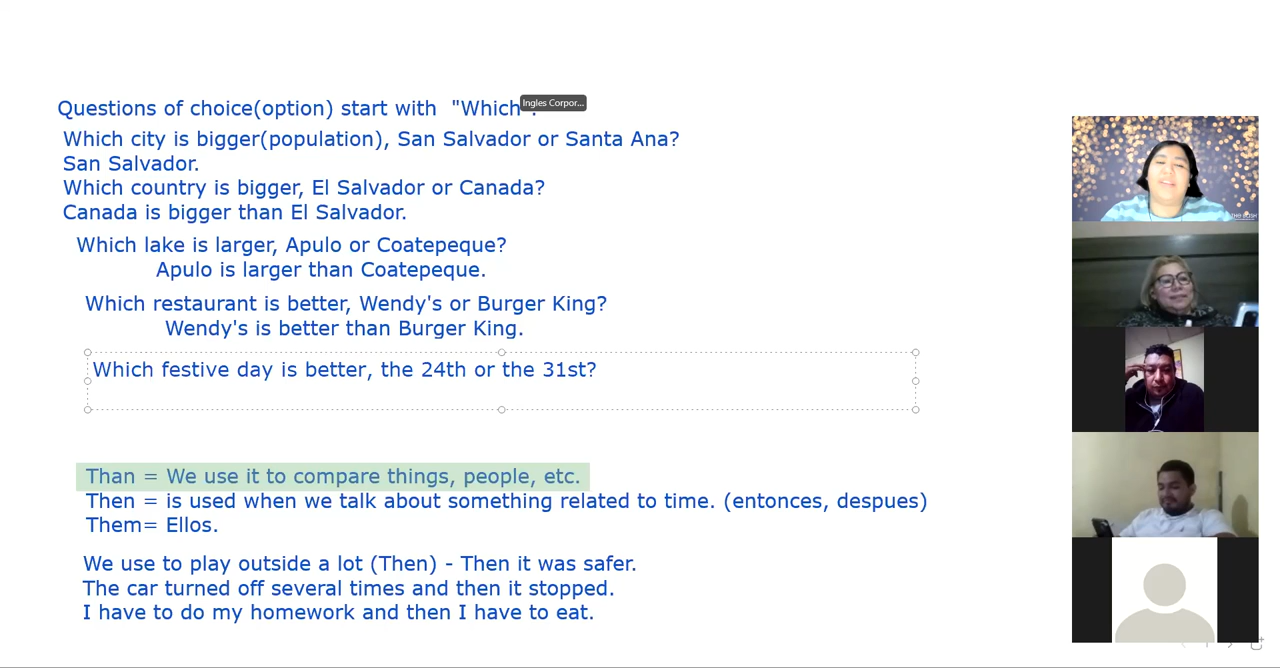 Questions of choice(option) start with "Which".
Ingles Corpor...
Which city is bigger(population), San Salvador or Santa Ana?
San Salvador.
Which country is bigger, El Salvador or Canada?
Canada is bigger than El Salvador.
Which lake is larger, Apulo or Coatepeque?
Apulo is larger than Coatepeque.
Which restaurant is better, Wendy's or Burger King?
Wendy's is better than Burger King.
Which festive day is better, the 24th or the 31st?
Than = We use it to compare things, people, etc.
Then = is used when we talk about something related to time. (entonces, despues)
Them= Ellos.
We use to play outside a lot (Then) - Then it was safer.
The car turned off several times and then it stopped.
I have to do my homework and then I have to eat.